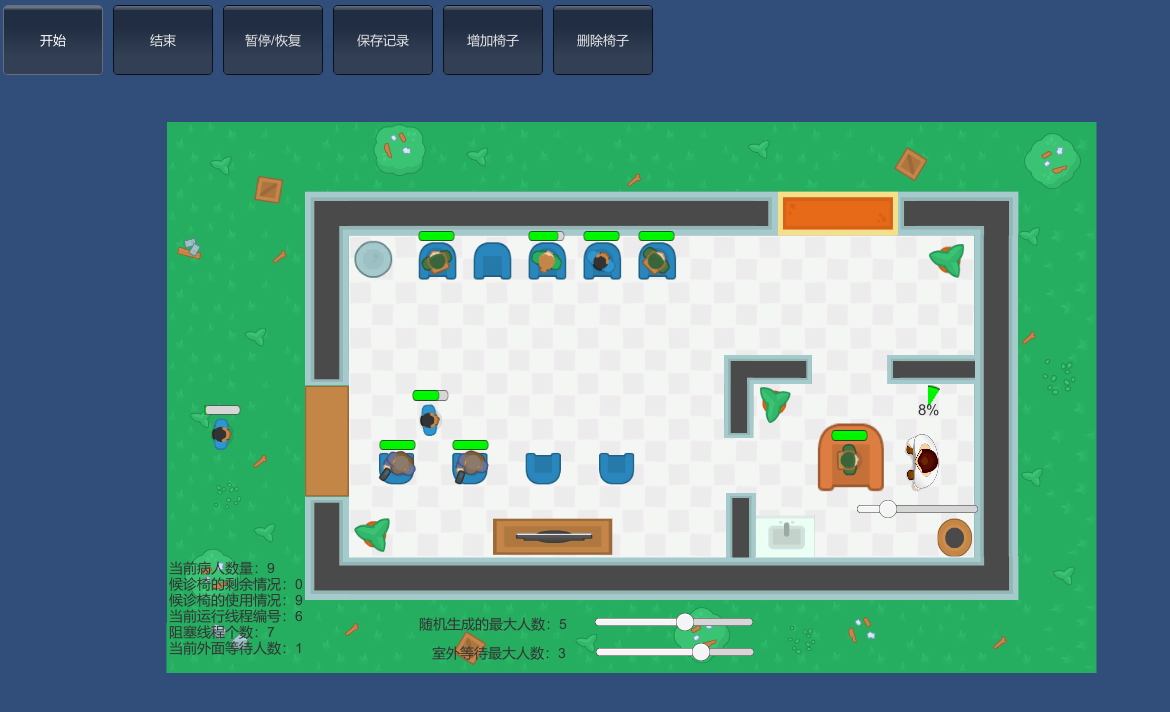 开始
结束
暂停/恢复
保存记录
增加椅子
删除椅子
8%
当前病人数量：9
候诊椅的剩余情况：0
候诊椅的使用情况：9
当前运行线程编号：6
阻塞线程个数：7
当前外面等待人数：1
随机生成的最大人数：5
室外等待最大人数：3